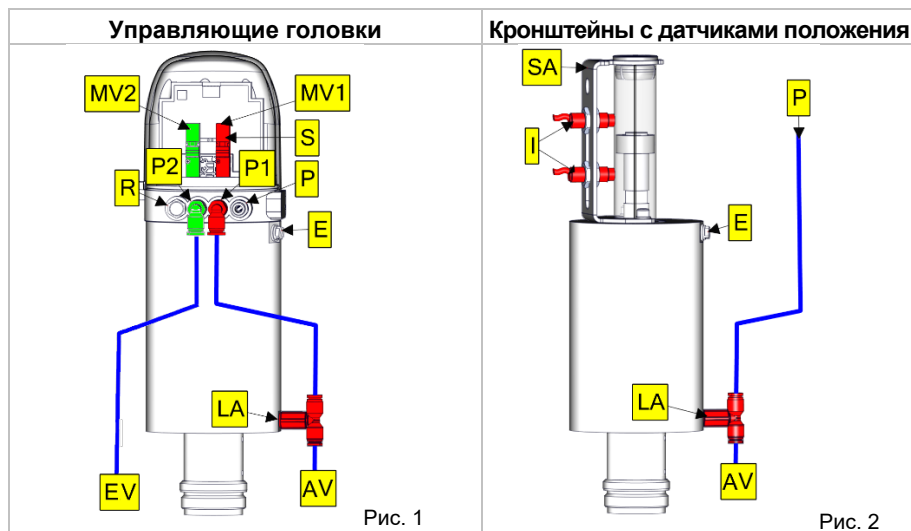 Управляющие головки
Кронштейны с датчиками положения
MV2
MV1
S
P2
P1
P
R
E
LA
EV
AV
Рис. 1
SA
P
I
E
LA
AV
Рис. 2